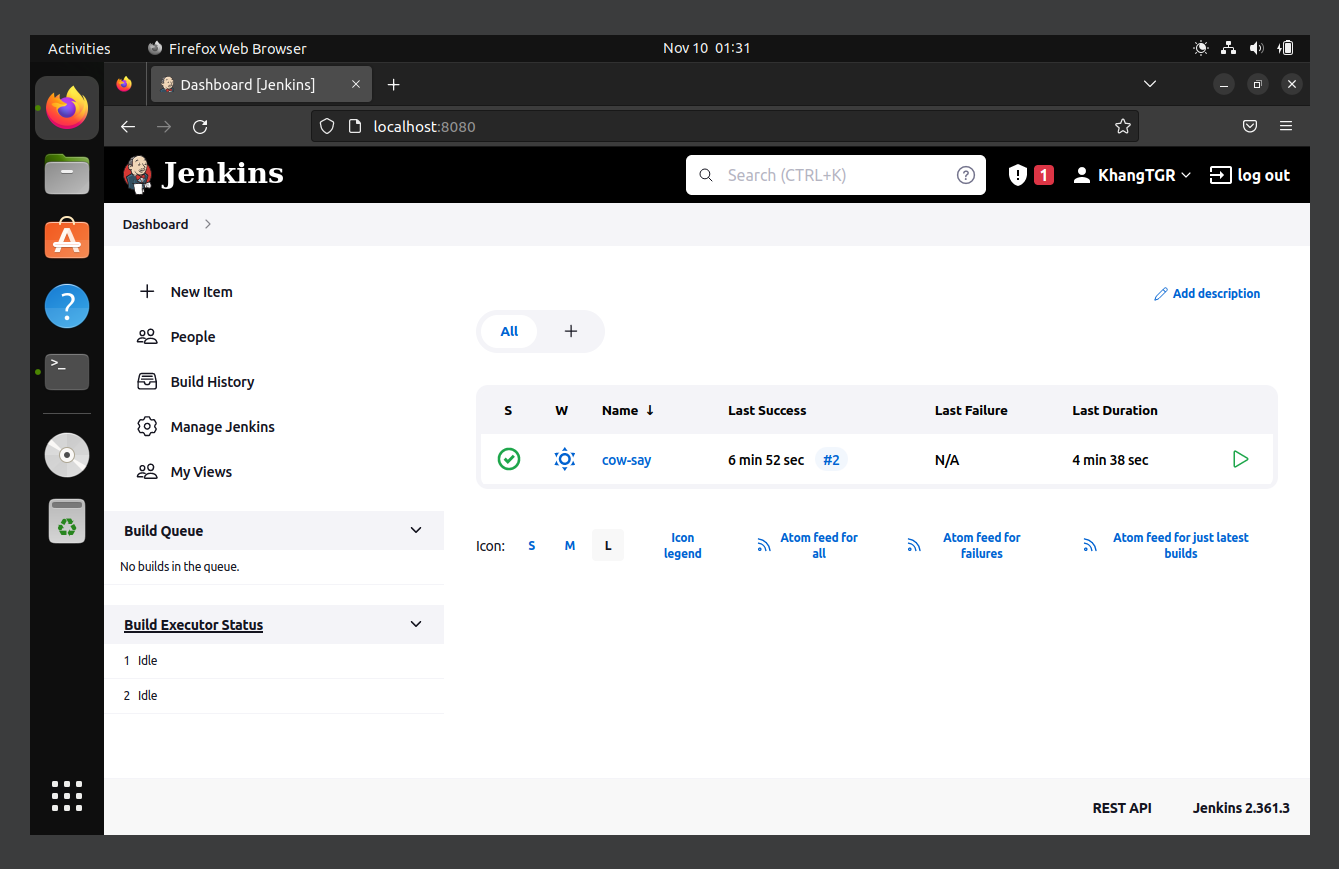 Activities
Firefox Web Browser
Nov 10 01:31
Dashboard [Jenkins]
localhost:8080
Jenkins
Search (CTRL+K)
1
KhangTGR
log out
Dashboard
New Item
People
Build History
Manage Jenkins
My Views
Build Queue
No builds in the queue.
Build Executor Status
1 Idle
2 Idle
Add description
All +
S W Name ↓ Last Success Last Failure Last Duration
cow-say 6 min 52 sec #2 N/A 4 min 38 sec
Icon: S M L
Icon
legend
Atom feed for
all
Atom feed for
failures
Atom feed for just latest
builds
REST API
Jenkins 2.361.3